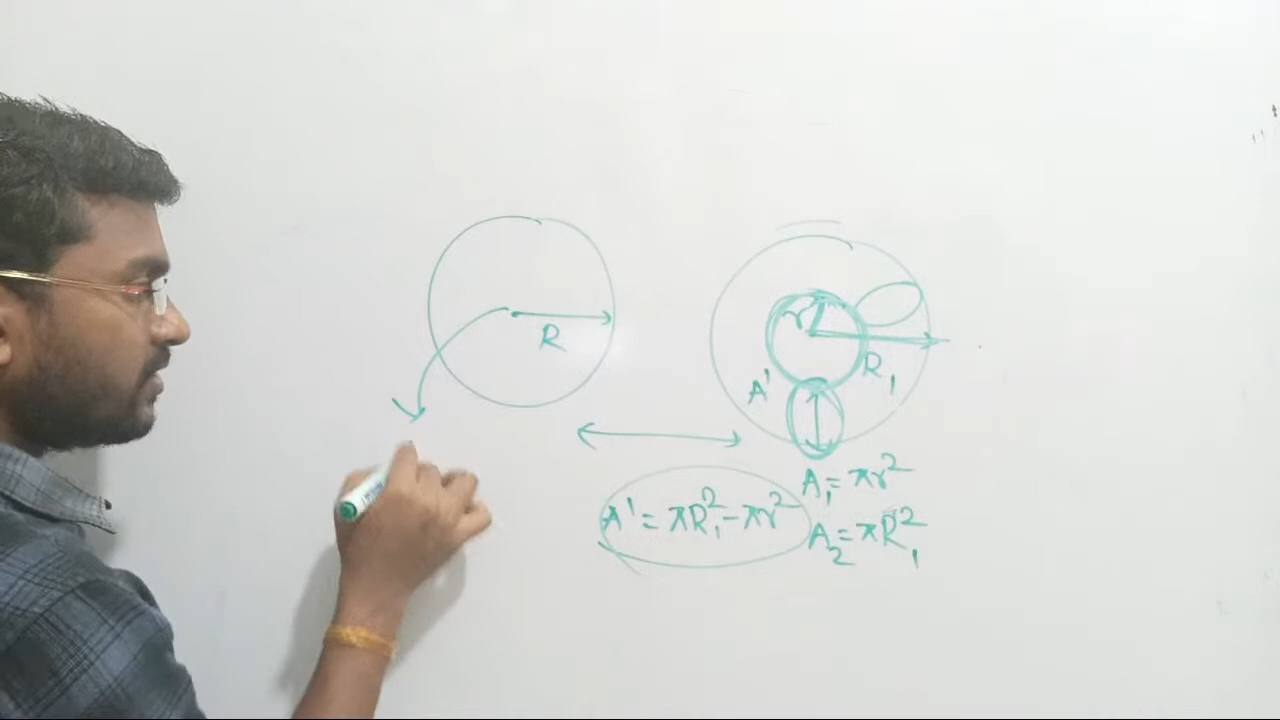 R
r
R₁
A'
A₁ = πr²
A' = πR₁² - πr²
A₂ = πR₁²